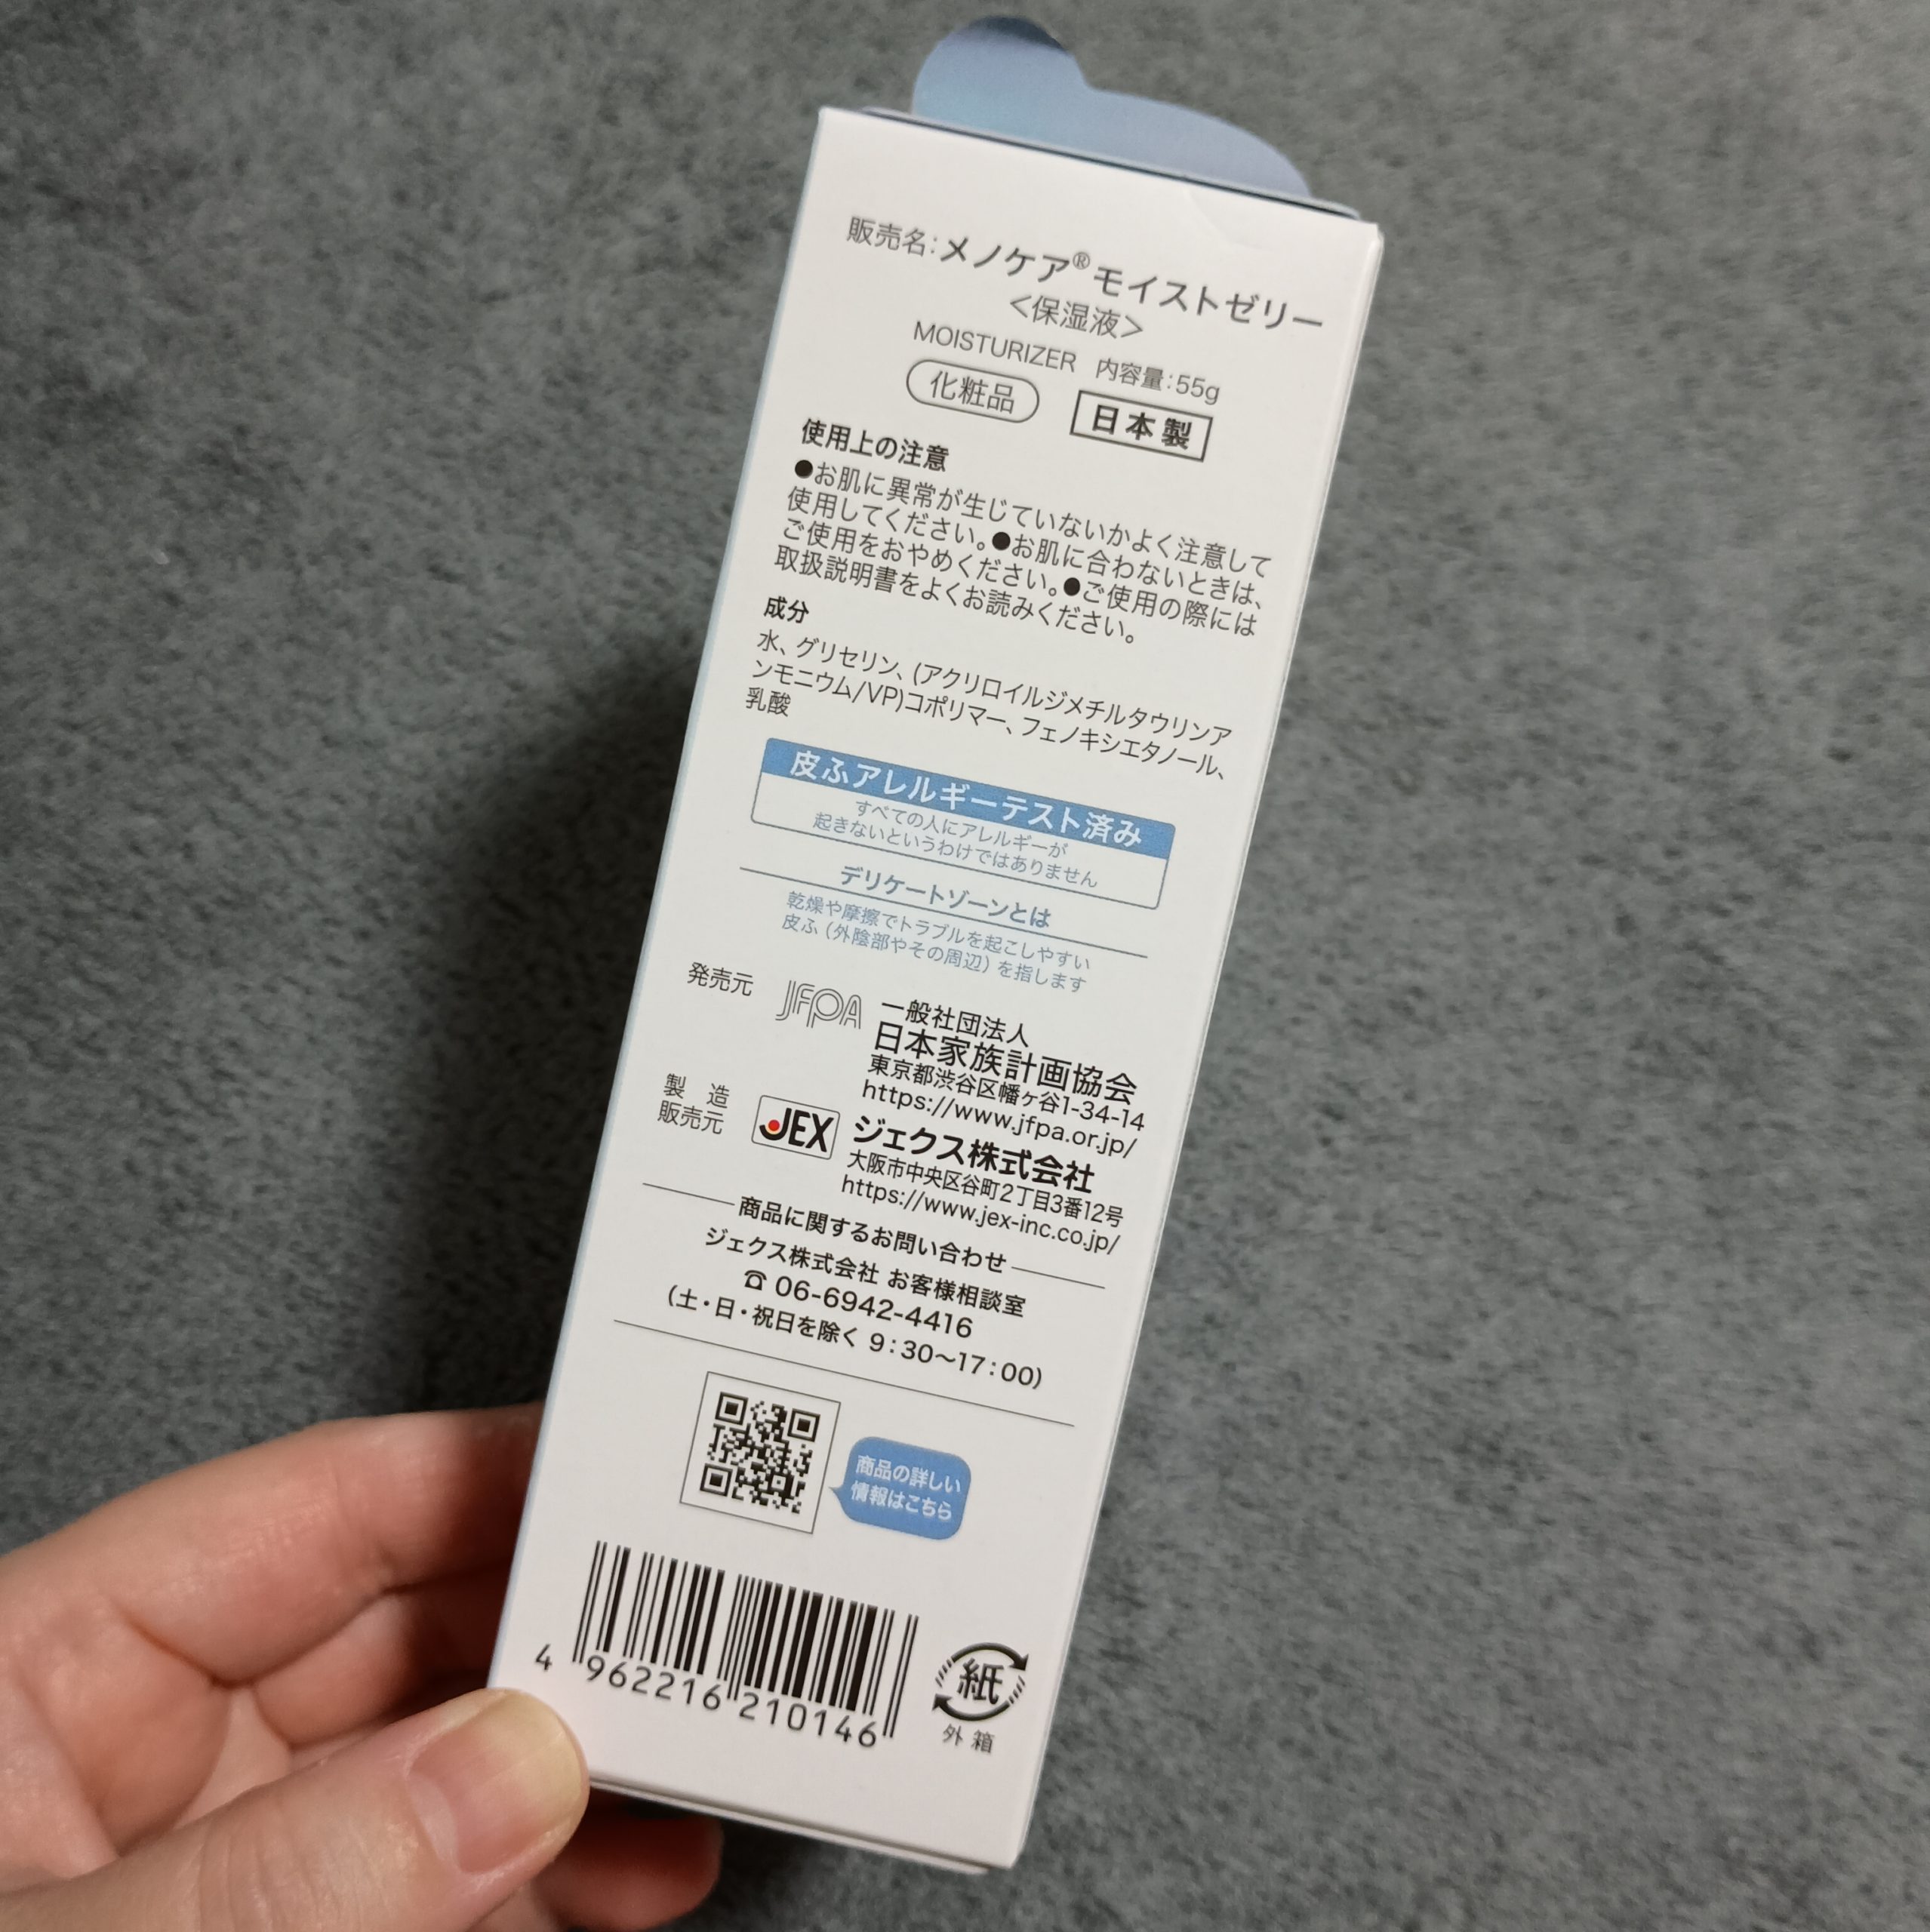 販売名:メノケア®モイストゼリー
<保湿液>
MOISTURIZER 内容量:55g
化粧品 日本製
使用上の注意
●お肌に異常が生じていないかよく注意して
使用してください。●お肌に合わないときは、
ご使用をおやめください。●ご使用の際には
取扱説明書をよくお読みください。
成分
水、グリセリン、(アクリロイルジメチルタウリンア
ンモニウム/VP)コポリマー、フェノキシエタノール、
乳酸
皮ふアレルギーテスト済み
すべての人にアレルギーが
起きないというわけではありません
デリケートゾーンとは
乾燥や摩擦でトラブルを起こしやすい
皮ふ(外陰部やその周辺)を指します
発売元 JFPA 一般社団法人
日本家族計画協会
東京都渋谷区幡ヶ谷1-34-14
https://www.jfpa.or.jp/
製造
販売元 JEX ジェクス株式会社
大阪市中央区谷町2丁目3番12号
https://www.jex-inc.co.jp/
商品に関するお問い合わせ
ジェクス株式会社 お客様相談室
☎ 06-6942-4416
(土・日・祝日を除く 9:30〜17:00)
商品の詳しい
情報はこちら
4 962216 210146
紙
外箱